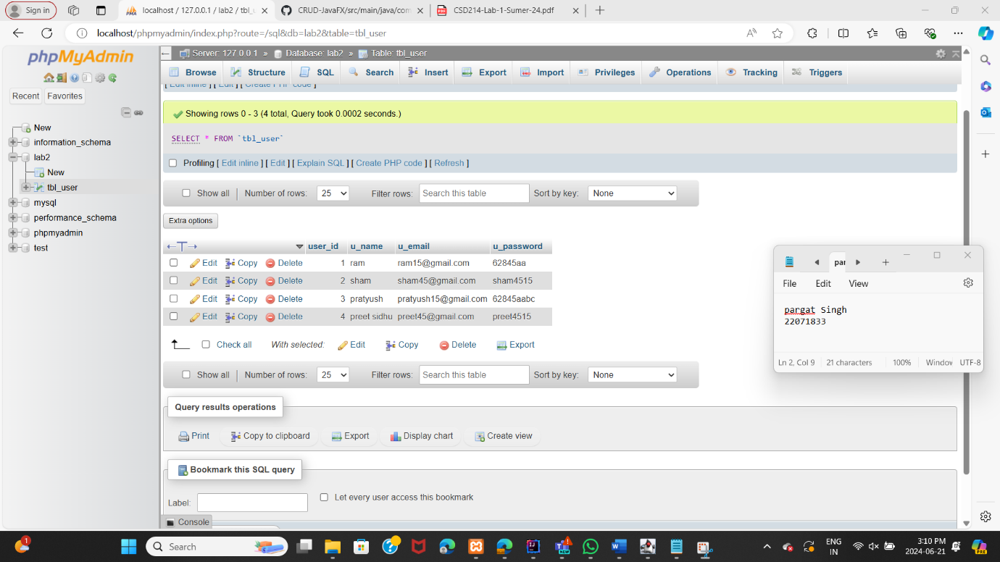 Sign in
localhost / 127.0.0.1 / lab2 / tbl_u
CRUD-JavaFX/src/main/java/com
CSD214-Lab-1-Sumer-24.pdf
localhost/phpmyadmin/index.php?route=/sql&db=lab2&table=tbl_user
phpMyAdmin
Recent Favorites
New
information_schema
lab2
New
tbl_user
mysql
performance_schema
phpmyadmin
test
Server: 127.0.0.1 » Database: lab2 » Table: tbl_user
Browse Structure SQL Search Insert Export Import Privileges Operations Tracking Triggers
[ Edit inline ] [ Edit ] [ Create PHP code ]
Showing rows 0 - 3 (4 total, Query took 0.0002 seconds.)
SELECT * FROM `tbl_user`
Profiling [ Edit inline ] [ Edit ] [ Explain SQL ] [ Create PHP code ] [ Refresh ]
Show all | Number of rows: 25 Filter rows: Search this table Sort by key: None
Extra options
←T→ user_id u_name u_email u_password
Edit Copy Delete 1 ram ram15@gmail.com 62845aa
Edit Copy Delete 2 sham sham45@gmail.com sham4515
Edit Copy Delete 3 pratyush pratyush15@gmail.com 62845aabc
Edit Copy Delete 4 preet sidhu preet45@gmail.com preet4515
Check all With selected: Edit Copy Delete Export
Show all | Number of rows: 25 Filter rows: Search this table Sort by key: None
Query results operations
Print Copy to clipboard Export Display chart Create view
Bookmark this SQL query
Label: Let every user access this bookmark
Console
par
File Edit View
pargat Singh
22071833
Ln 2, Col 9 21 characters 100% Window UTF-8
1
Search
NEW
ENG
IN
3:10 PM
2024-06-21
PRE